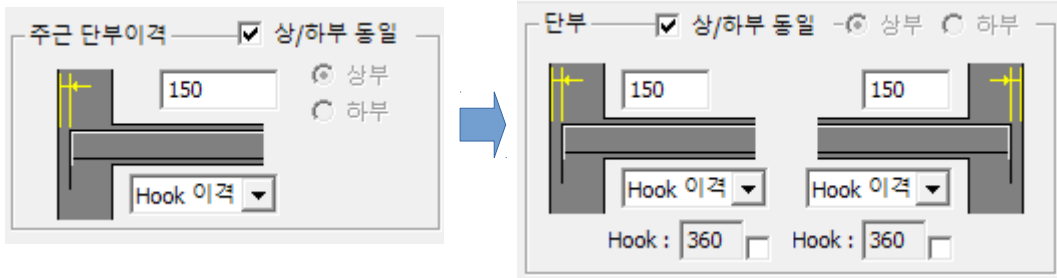 주근 단부이격 상/하부 동일
150 상부
하부
Hook 이격
단부 상/하부 동일 상부 하부
150 150
Hook 이격 Hook 이격
Hook : 360 Hook : 360